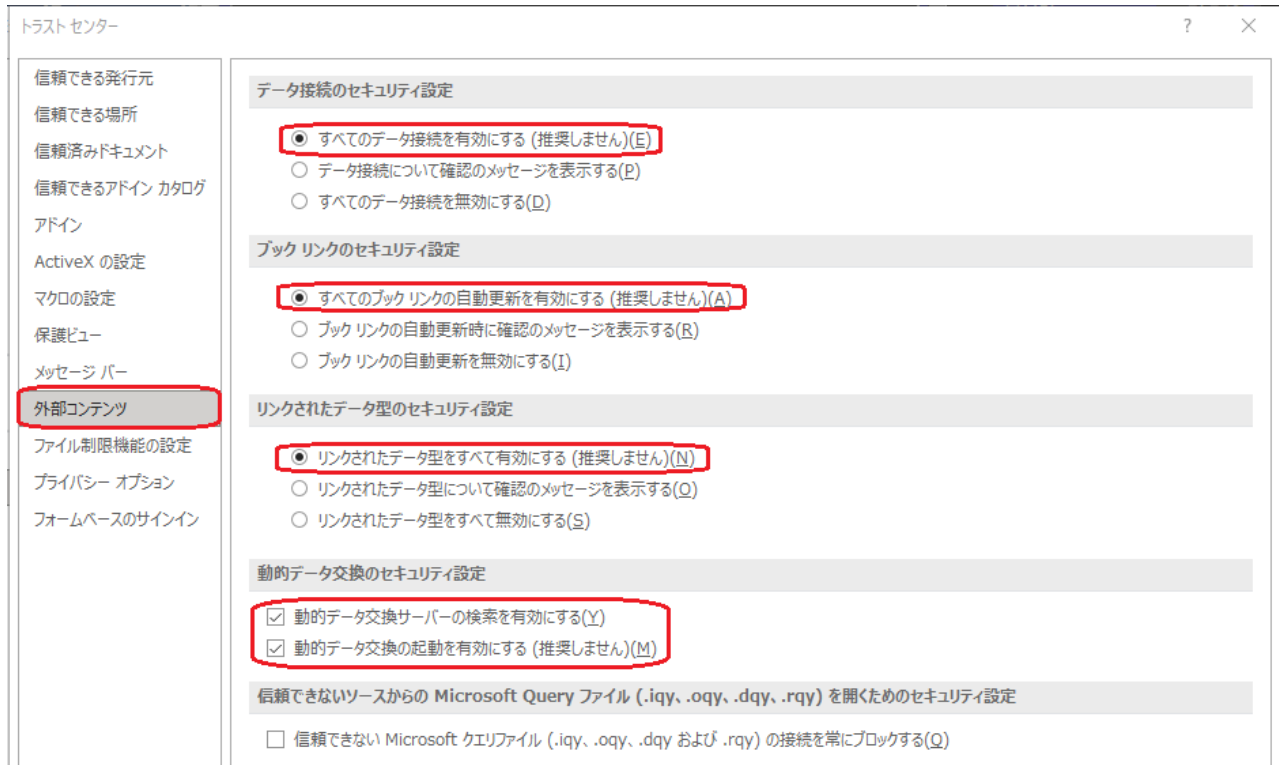 トラスト センター
?
信頼できる発行元
信頼できる場所
信頼済みドキュメント
信頼できるアドイン カタログ
アドイン
ActiveX の設定
マクロの設定
保護ビュー
メッセージ バー
外部コンテンツ
ファイル制限機能の設定
プライバシー オプション
フォームベースのサインイン
データ接続のセキュリティ設定
すべてのデータ接続を有効にする (推奨しません)(E)
データ接続について確認のメッセージを表示する(P)
すべてのデータ接続を無効にする(D)
ブック リンクのセキュリティ設定
すべてのブック リンクの自動更新を有効にする (推奨しません)(A)
ブック リンクの自動更新時に確認のメッセージを表示する(R)
ブック リンクの自動更新を無効にする(I)
リンクされたデータ型のセキュリティ設定
リンクされたデータ型をすべて有効にする (推奨しません)(N)
リンクされたデータ型について確認のメッセージを表示する(O)
リンクされたデータ型をすべて無効にする(S)
動的データ交換のセキュリティ設定
動的データ交換サーバーの検索を有効にする(Y)
動的データ交換の起動を有効にする (推奨しません)(M)
信頼できないソースからの Microsoft Query ファイル (.iqy、.oqy、.dqy、.rqy) を開くためのセキュリティ設定
信頼できない Microsoft クエリファイル (.iqy、.oqy、.dqy および .rqy) の接続を常にブロックする(Q)